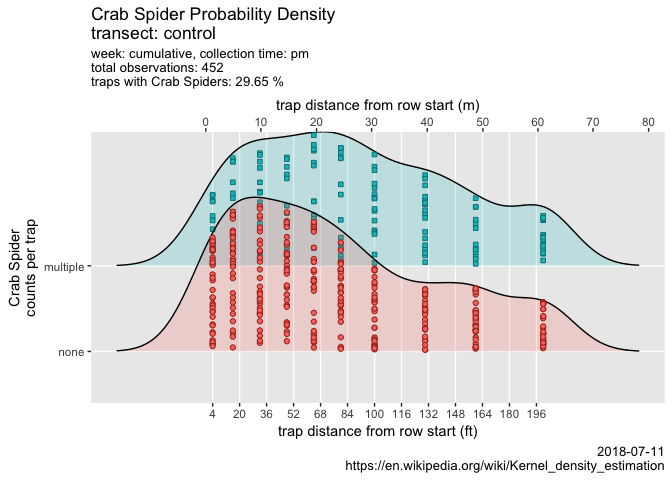 Crab Spider Probability Density
transect: control
week: cumulative, collection time: pm
total observations: 452
traps with Crab Spiders: 29.65 %
trap distance from row start (m)
0 10 20 30 40 50 60 70 80
Crab Spider
counts per trap
multiple
none
4 20 36 52 68 84 100 116 132 148 164 180 196
trap distance from row start (ft)
2018-07-11
https://en.wikipedia.org/wiki/Kernel_density_estimation